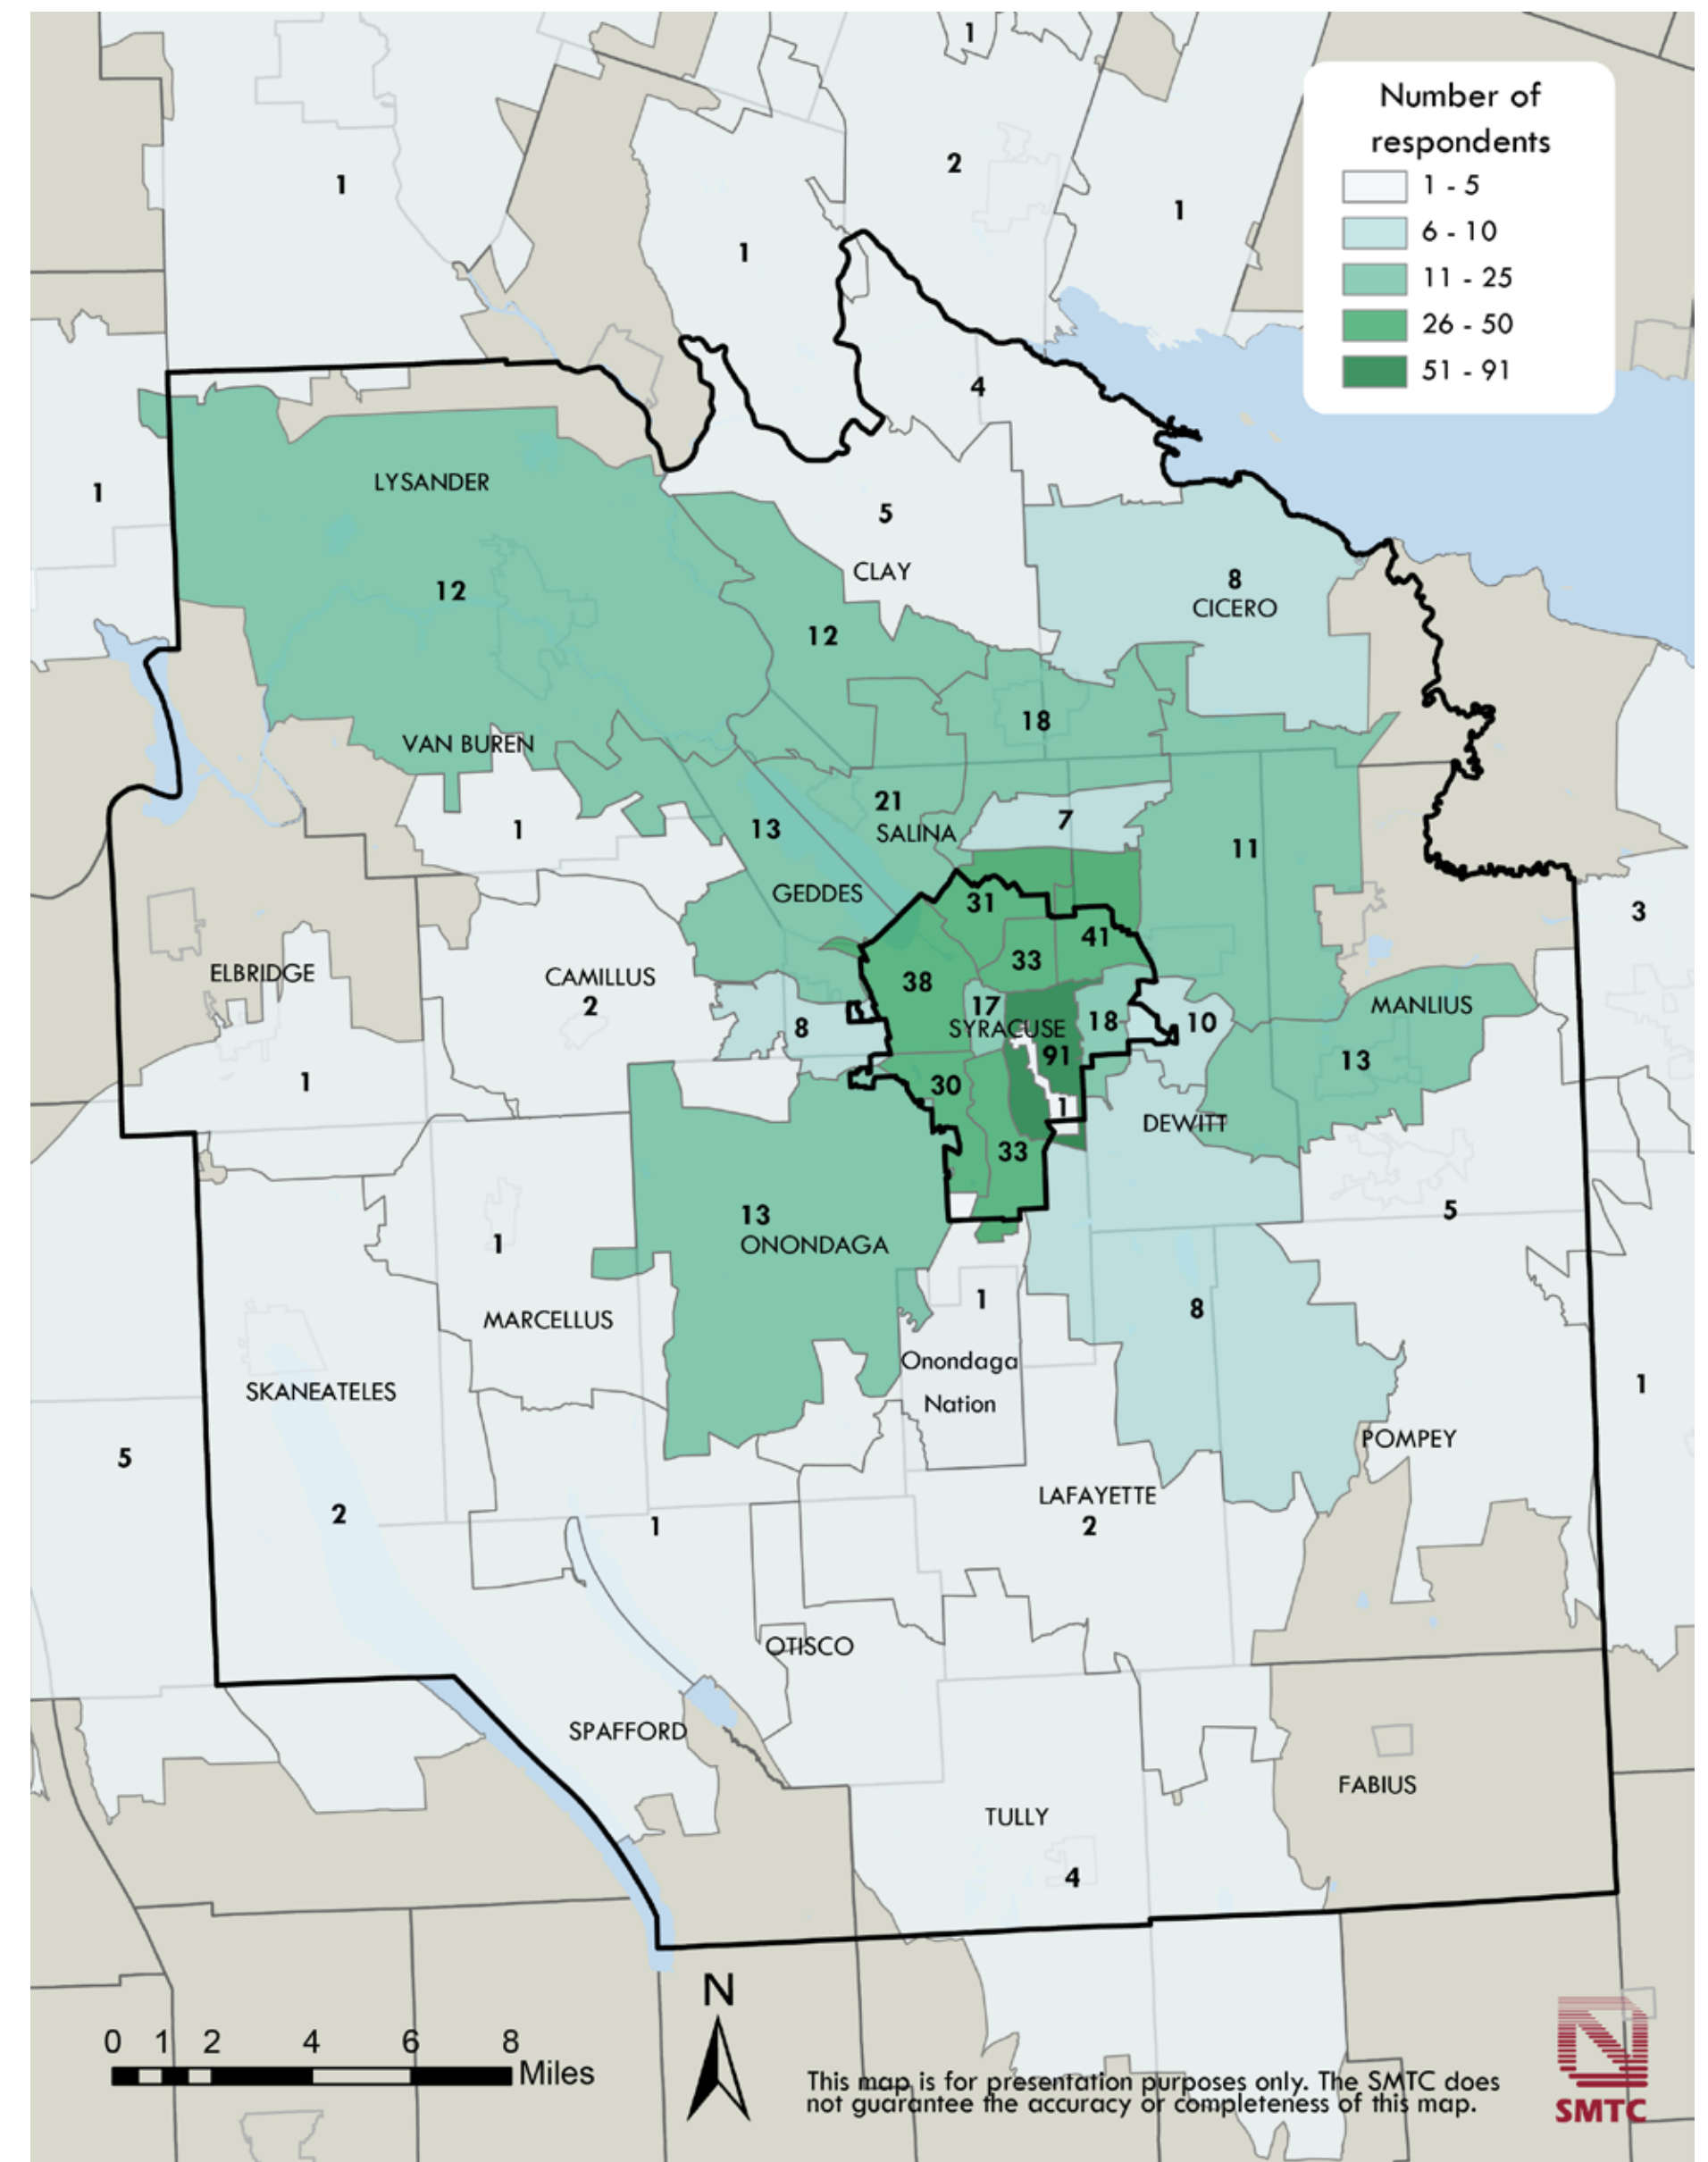 1
Number of
respondents
1 - 5
6 - 10
11 - 25
26 - 50
51 - 91
2
1
1
1
4
LYSANDER
1
5
CLAY
8
CICERO
12
12
18
VAN BUREN
21
SALINA
7
1
13
11
GEDDES
31
3
41
33
ELBRIDGE
CAMILLUS
2
38
17
MANLIUS
8
SYRACUSE
18
10
91
13
1
30
1
DEWITT
33
13
ONONDAGA
5
1
1
8
MARCELLUS
Onondaga
Nation
SKANEATELES
1
POMPEY
5
LAFAYETTE
2
2
1
OTISCO
SPAFFORD
FABIUS
TULLY
4
N
0 1 2 4 6 8
Miles
This map is for presentation purposes only. The SMTC does
not guarantee the accuracy or completeness of this map.
SMTC